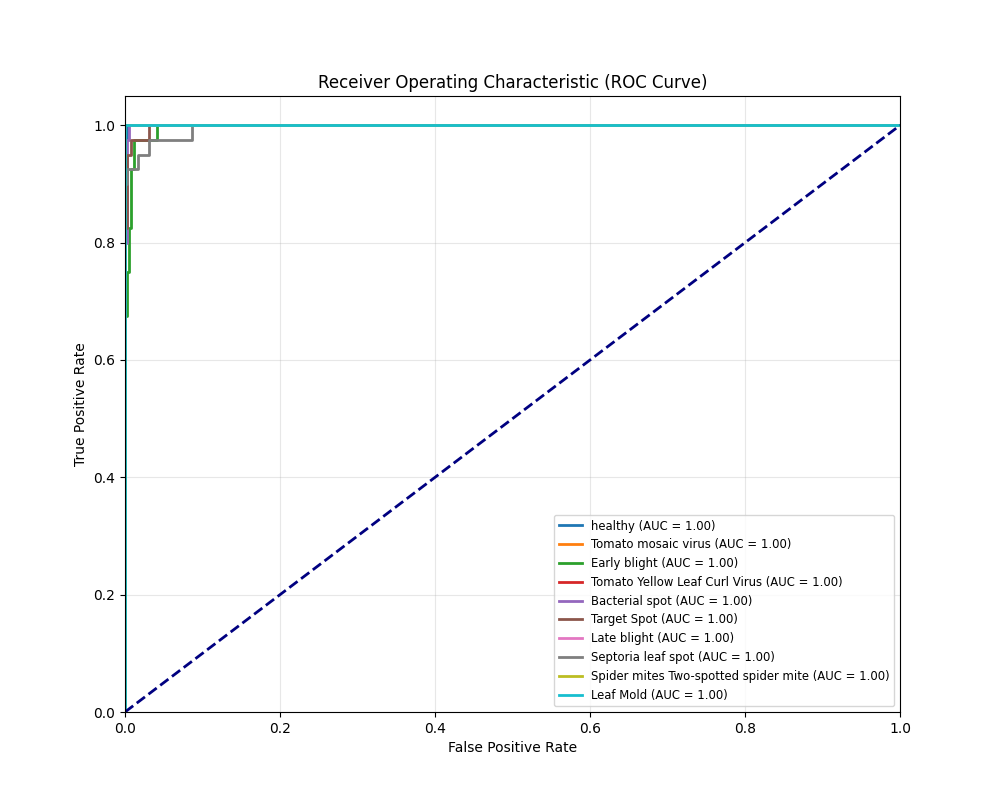 Receiver Operating Characteristic (ROC Curve)
True Positive Rate
1.0
0.8
0.6
0.4
0.2
0.0
healthy (AUC = 1.00)
Tomato mosaic virus (AUC = 1.00)
Early blight (AUC = 1.00)
Tomato Yellow Leaf Curl Virus (AUC = 1.00)
Bacterial spot (AUC = 1.00)
Target Spot (AUC = 1.00)
Late blight (AUC = 1.00)
Septoria leaf spot (AUC = 1.00)
Spider mites Two-spotted spider mite (AUC = 1.00)
Leaf Mold (AUC = 1.00)
0.0 0.2 0.4 0.6 0.8 1.0
False Positive Rate